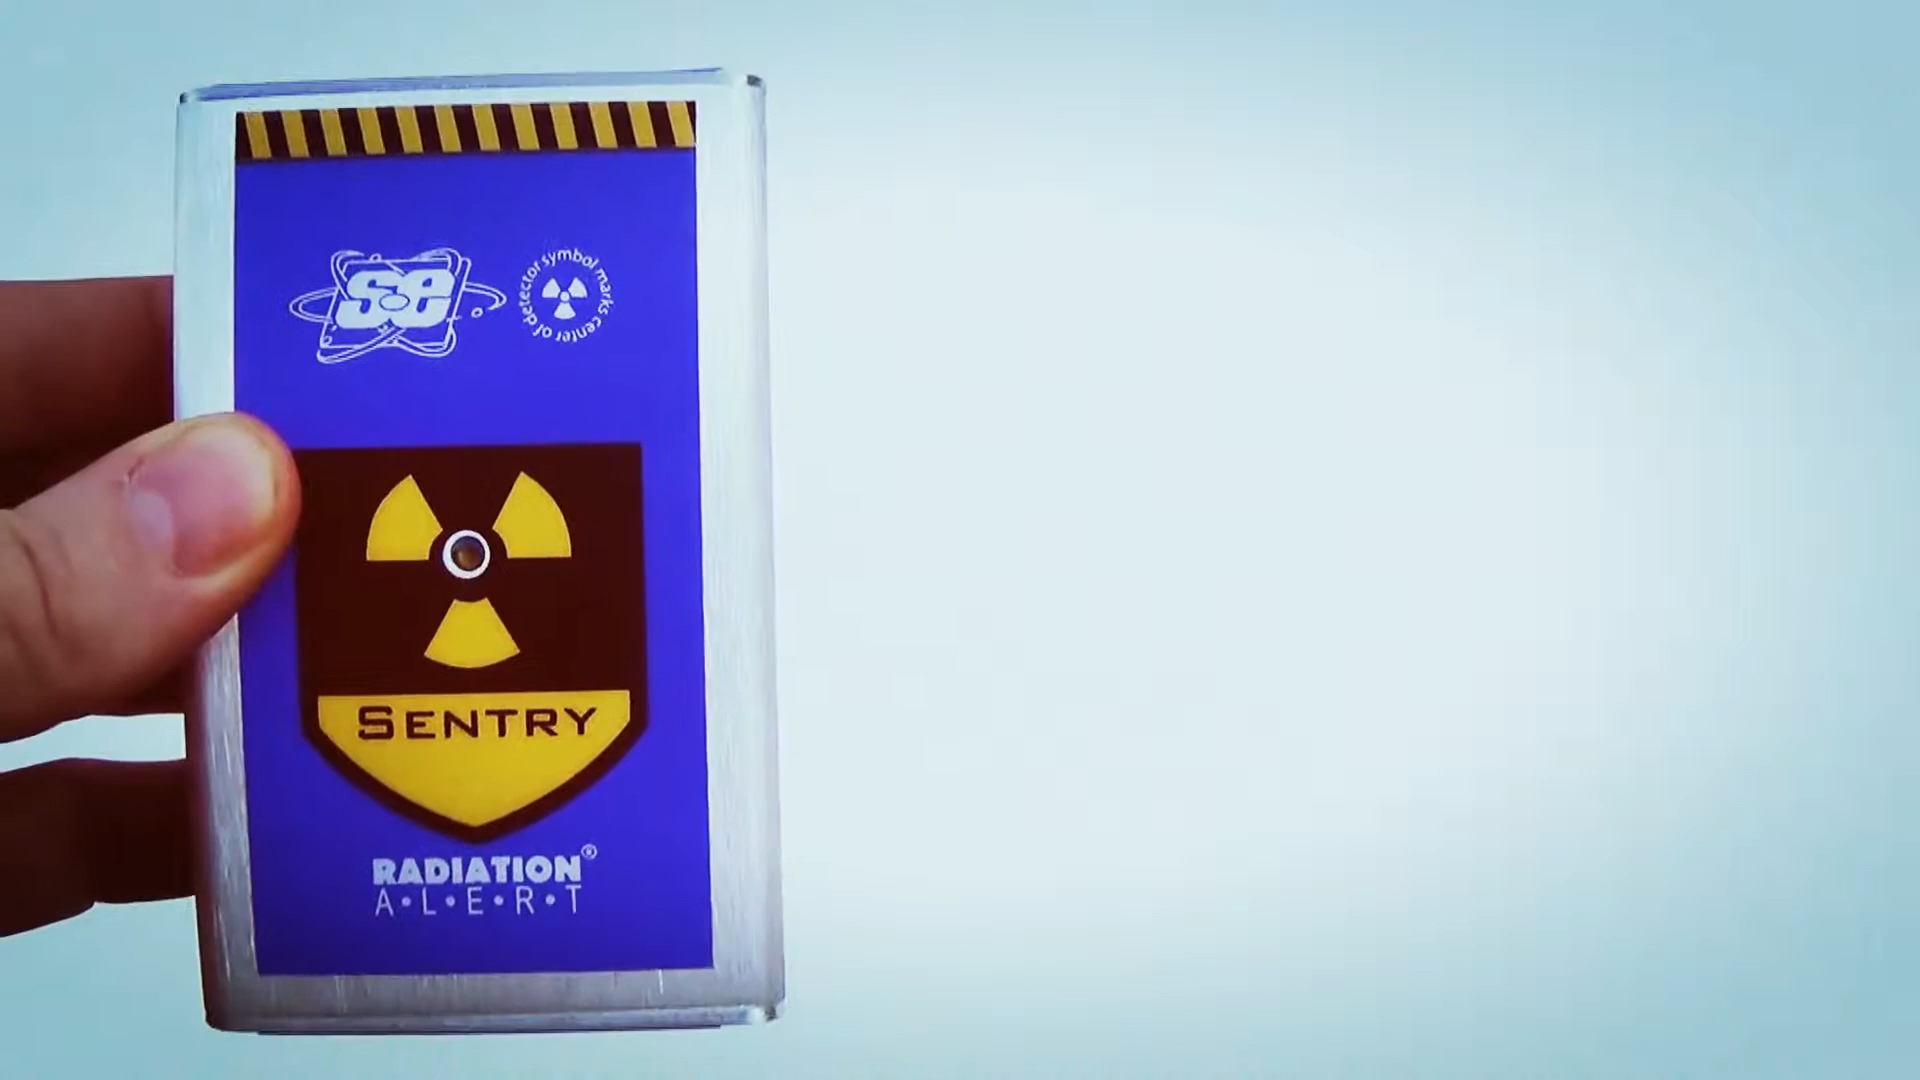 se
detector symbol marks center of
SENTRY
RADIATION®
A•L•E•R•T